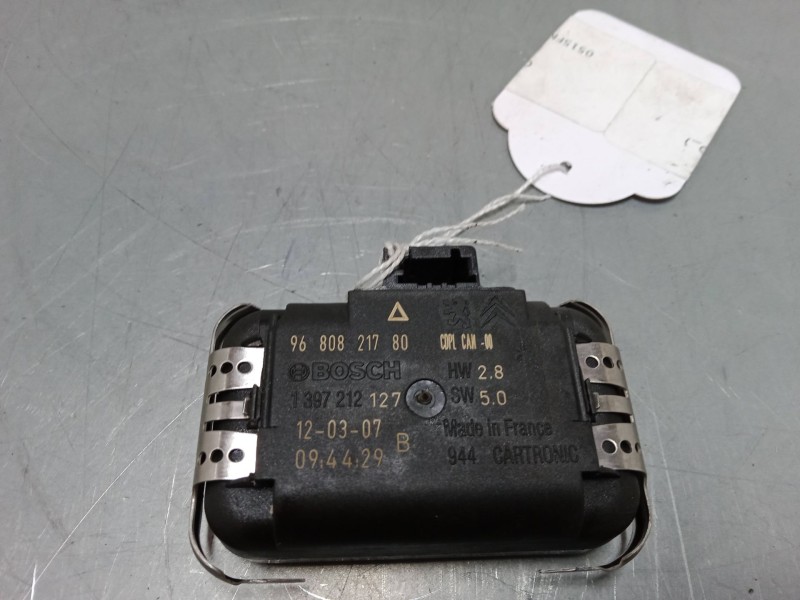 96 808 217 80
CDPL CAN -00
BOSCH
HW 2.8
1 397 212 127
SW 5.0
12-03-07 B
Made in France
09:44:29
944 CARTRONIC